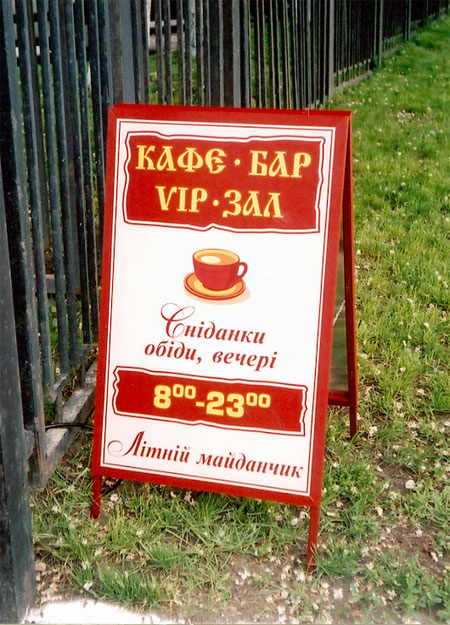 КАФЕ · БАР
VIP · ЗАЛ
Сніданки
обіди, вечері
8⁰⁰-23⁰⁰
Літній майданчик